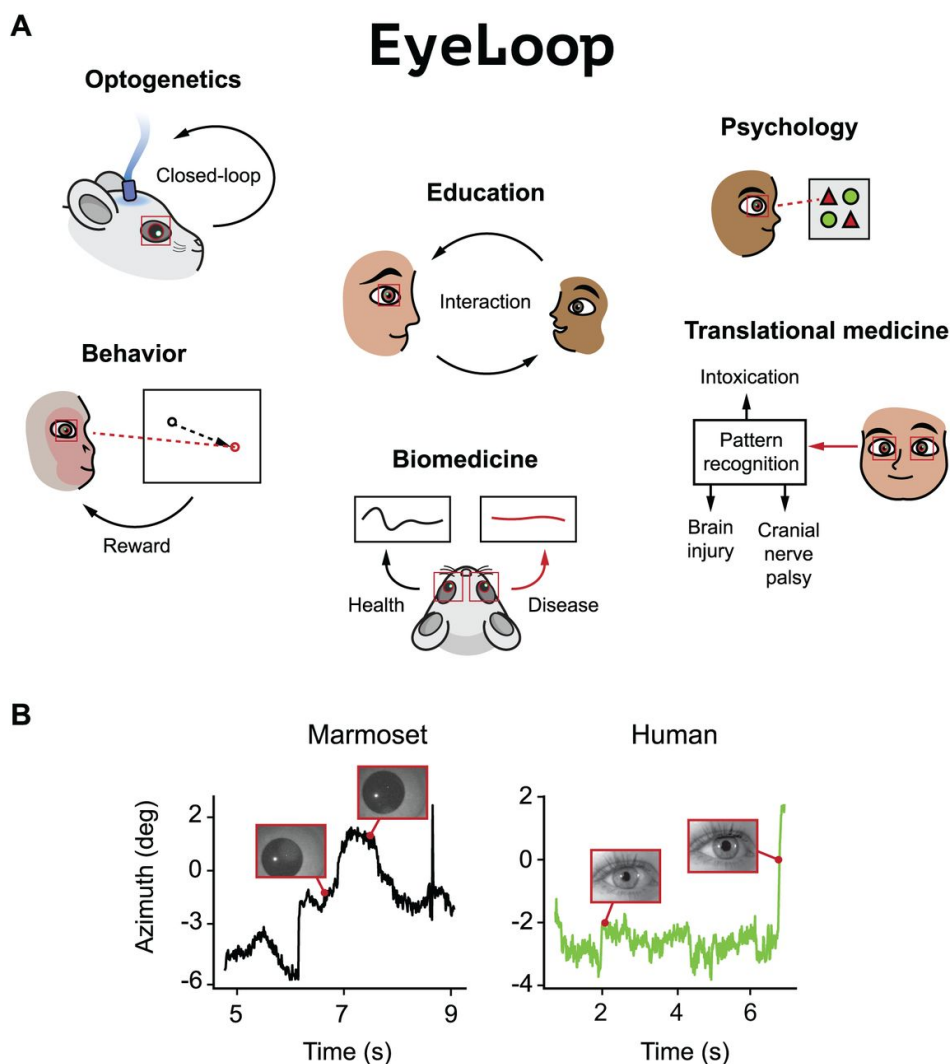 A
EyeLoop
Optogenetics
Closed-loop
Education
Interaction
Psychology
Behavior
Reward
Biomedicine
Health
Disease
Translational medicine
Intoxication
Pattern
recognition
Brain
injury
Cranial
nerve
palsy
B
Marmoset
Human
Azimuth (deg)
2
0
-3
-6
5
7
9
Time (s)
2
0
-2
-4
2
4
6
Time (s)